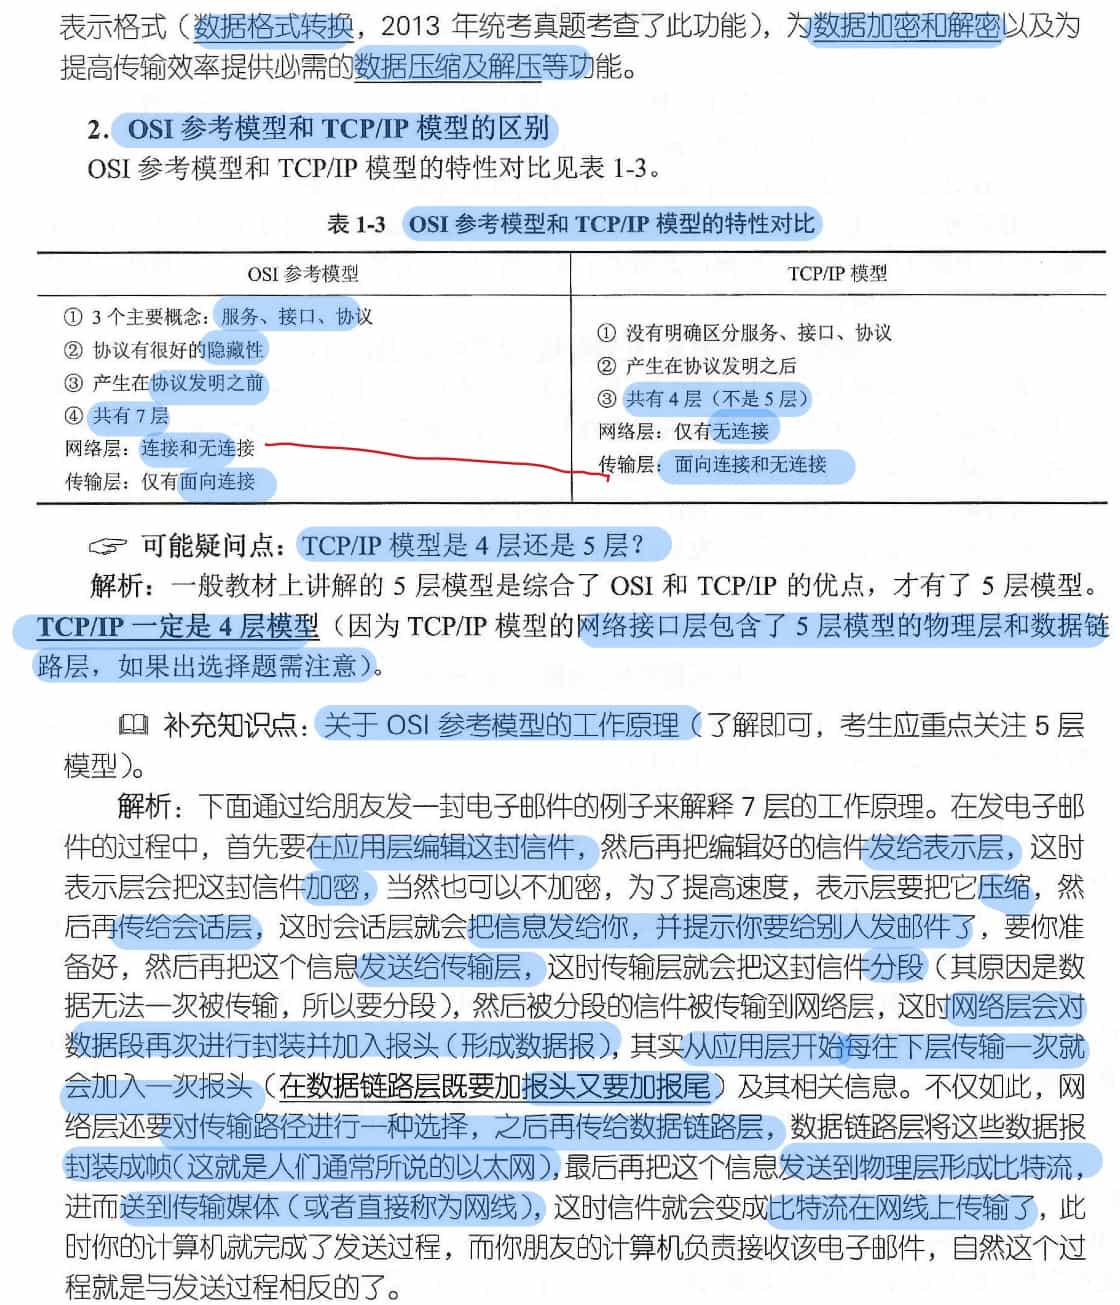 表示格式（数据格式转换，2013 年统考真题考查了此功能），为数据加密和解密以及为
提高传输效率提供必需的数据压缩及解压等功能。
2. OSI 参考模型和 TCP/IP 模型的区别
OSI 参考模型和 TCP/IP 模型的特性对比见表 1-3。
表 1-3 OSI 参考模型和 TCP/IP 模型的特性对比
OSI 参考模型
TCP/IP 模型
① 3 个主要概念：服务、接口、协议
② 协议有很好的隐藏性
③ 产生在协议发明之前
④ 共有 7 层
网络层：连接和无连接
传输层：仅有面向连接
① 没有明确区分服务、接口、协议
② 产生在协议发明之后
③ 共有 4 层（不是 5 层）
网络层：仅有无连接
传输层：面向连接和无连接
☞ 可能疑问点：TCP/IP 模型是 4 层还是 5 层？
解析：一般教材上讲解的 5 层模型是综合了 OSI 和 TCP/IP 的优点，才有了 5 层模型。
TCP/IP 一定是 4 层模型（因为 TCP/IP 模型的网络接口层包含了 5 层模型的物理层和数据链
路层，如果出选择题需注意）。
补充知识点：关于 OSI 参考模型的工作原理（了解即可，考生应重点关注 5 层
模型）。
解析：下面通过给朋友发一封电子邮件的例子来解释 7 层的工作原理。在发电子邮
件的过程中，首先要在应用层编辑这封信件，然后再把编辑好的信件发给表示层，这时
表示层会把这封信件加密，当然也可以不加密，为了提高速度，表示层要把它压缩，然
后再传给会话层，这时会话层就会把信息发给你，并提示你要给别人发邮件了，要你准
备好，然后再把这个信息发送给传输层，这时传输层就会把这封信件分段（其原因是数
据无法一次被传输，所以要分段），然后被分段的信件被传输到网络层，这时网络层会对
数据段再次进行封装并加入报头（形成数据报），其实从应用层开始每往下层传输一次就
会加入一次报头（在数据链路层既要加报头又要加报尾）及其相关信息。不仅如此，网
络层还要对传输路径进行一种选择，之后再传给数据链路层，数据链路层将这些数据报
封装成帧（这就是人们通常所说的以太网），最后再把这个信息发送到物理层形成比特流，
进而送到传输媒体（或者直接称为网线），这时信件就会变成比特流在网线上传输了，此
时你的计算机就完成了发送过程，而你朋友的计算机负责接收该电子邮件，自然这个过
程就是与发送过程相反的了。